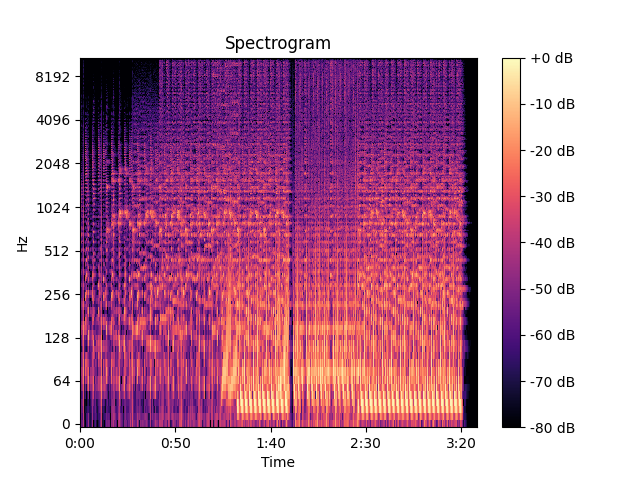 Spectrogram
8192
4096
2048
1024
512
256
128
64
0
Hz
0:00
0:50
1:40
2:30
3:20
Time
+0 dB
-10 dB
-20 dB
-30 dB
-40 dB
-50 dB
-60 dB
-70 dB
-80 dB